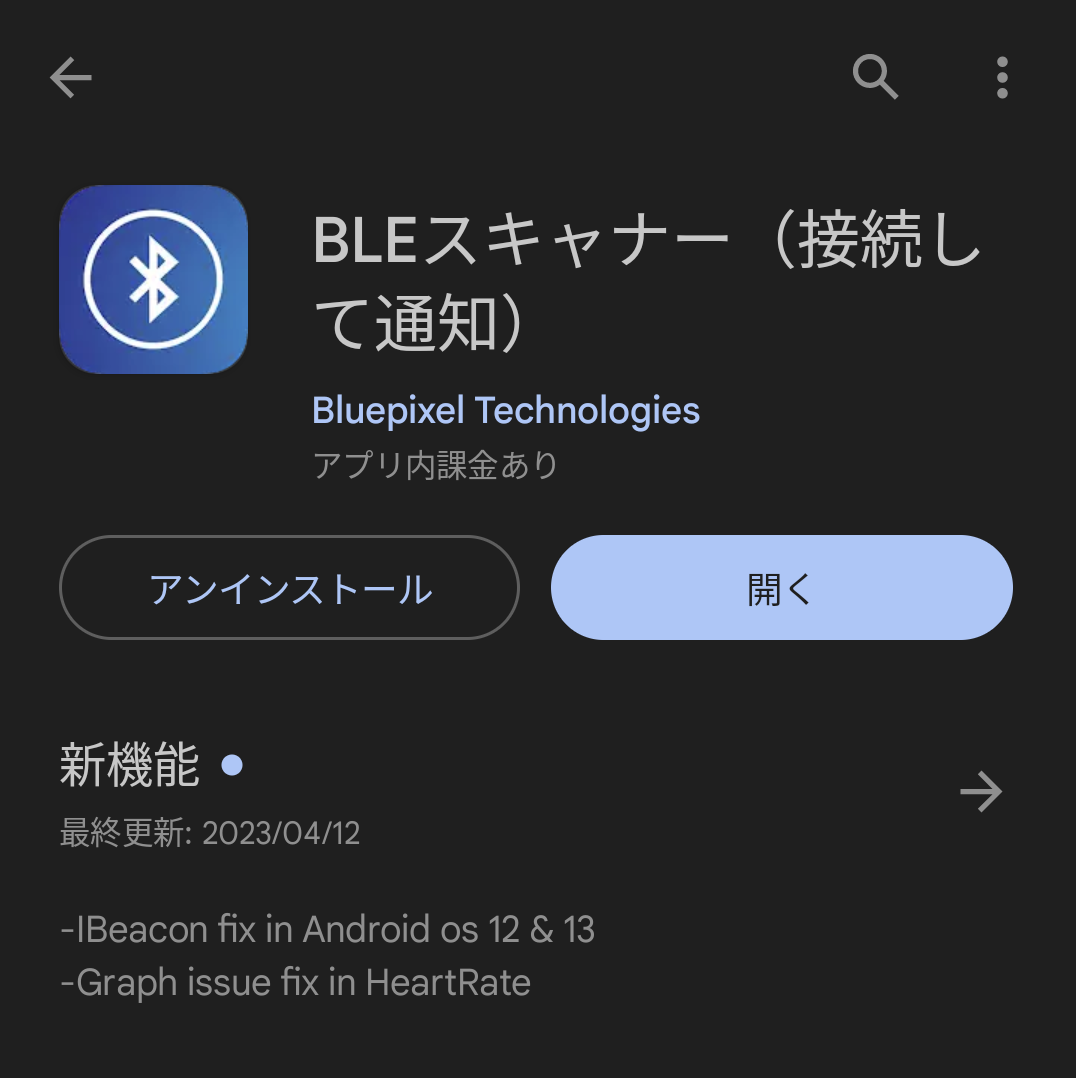 BLEスキャナー（接続し
て通知）
Bluepixel Technologies
アプリ内課金あり
アンインストール
開く
新機能
最終更新: 2023/04/12
-IBeacon fix in Android os 12 & 13
-Graph issue fix in HeartRate